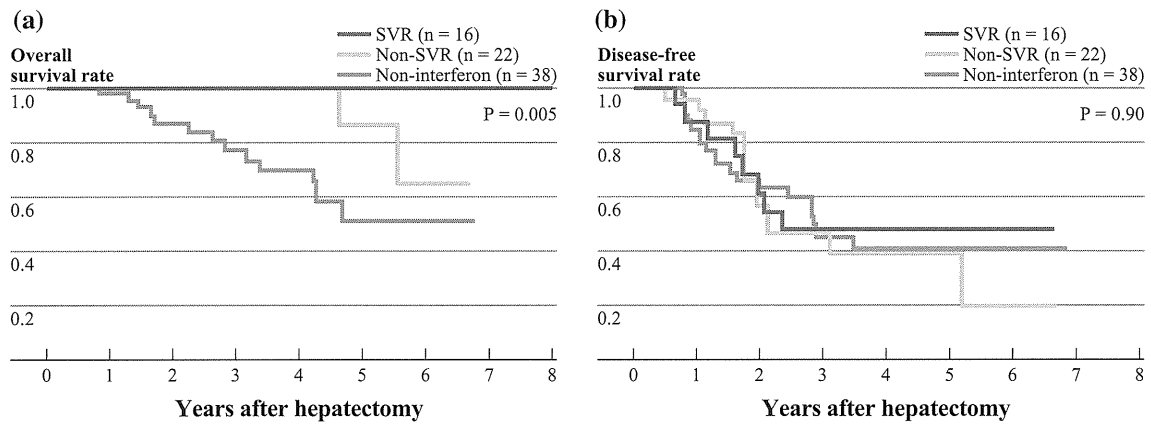 (a)
SVR (n = 16)
Non-SVR (n = 22)
Non-interferon (n = 38)
Overall
survival rate
P = 0.005
1.0
0.8
0.6
0.4
0.2
0 1 2 3 4 5 6 7 8
Years after hepatectomy
(b)
SVR (n = 16)
Non-SVR (n = 22)
Non-interferon (n = 38)
Disease-free
survival rate
P = 0.90
1.0
0.8
0.6
0.4
0.2
0 1 2 3 4 5 6 7 8
Years after hepatectomy